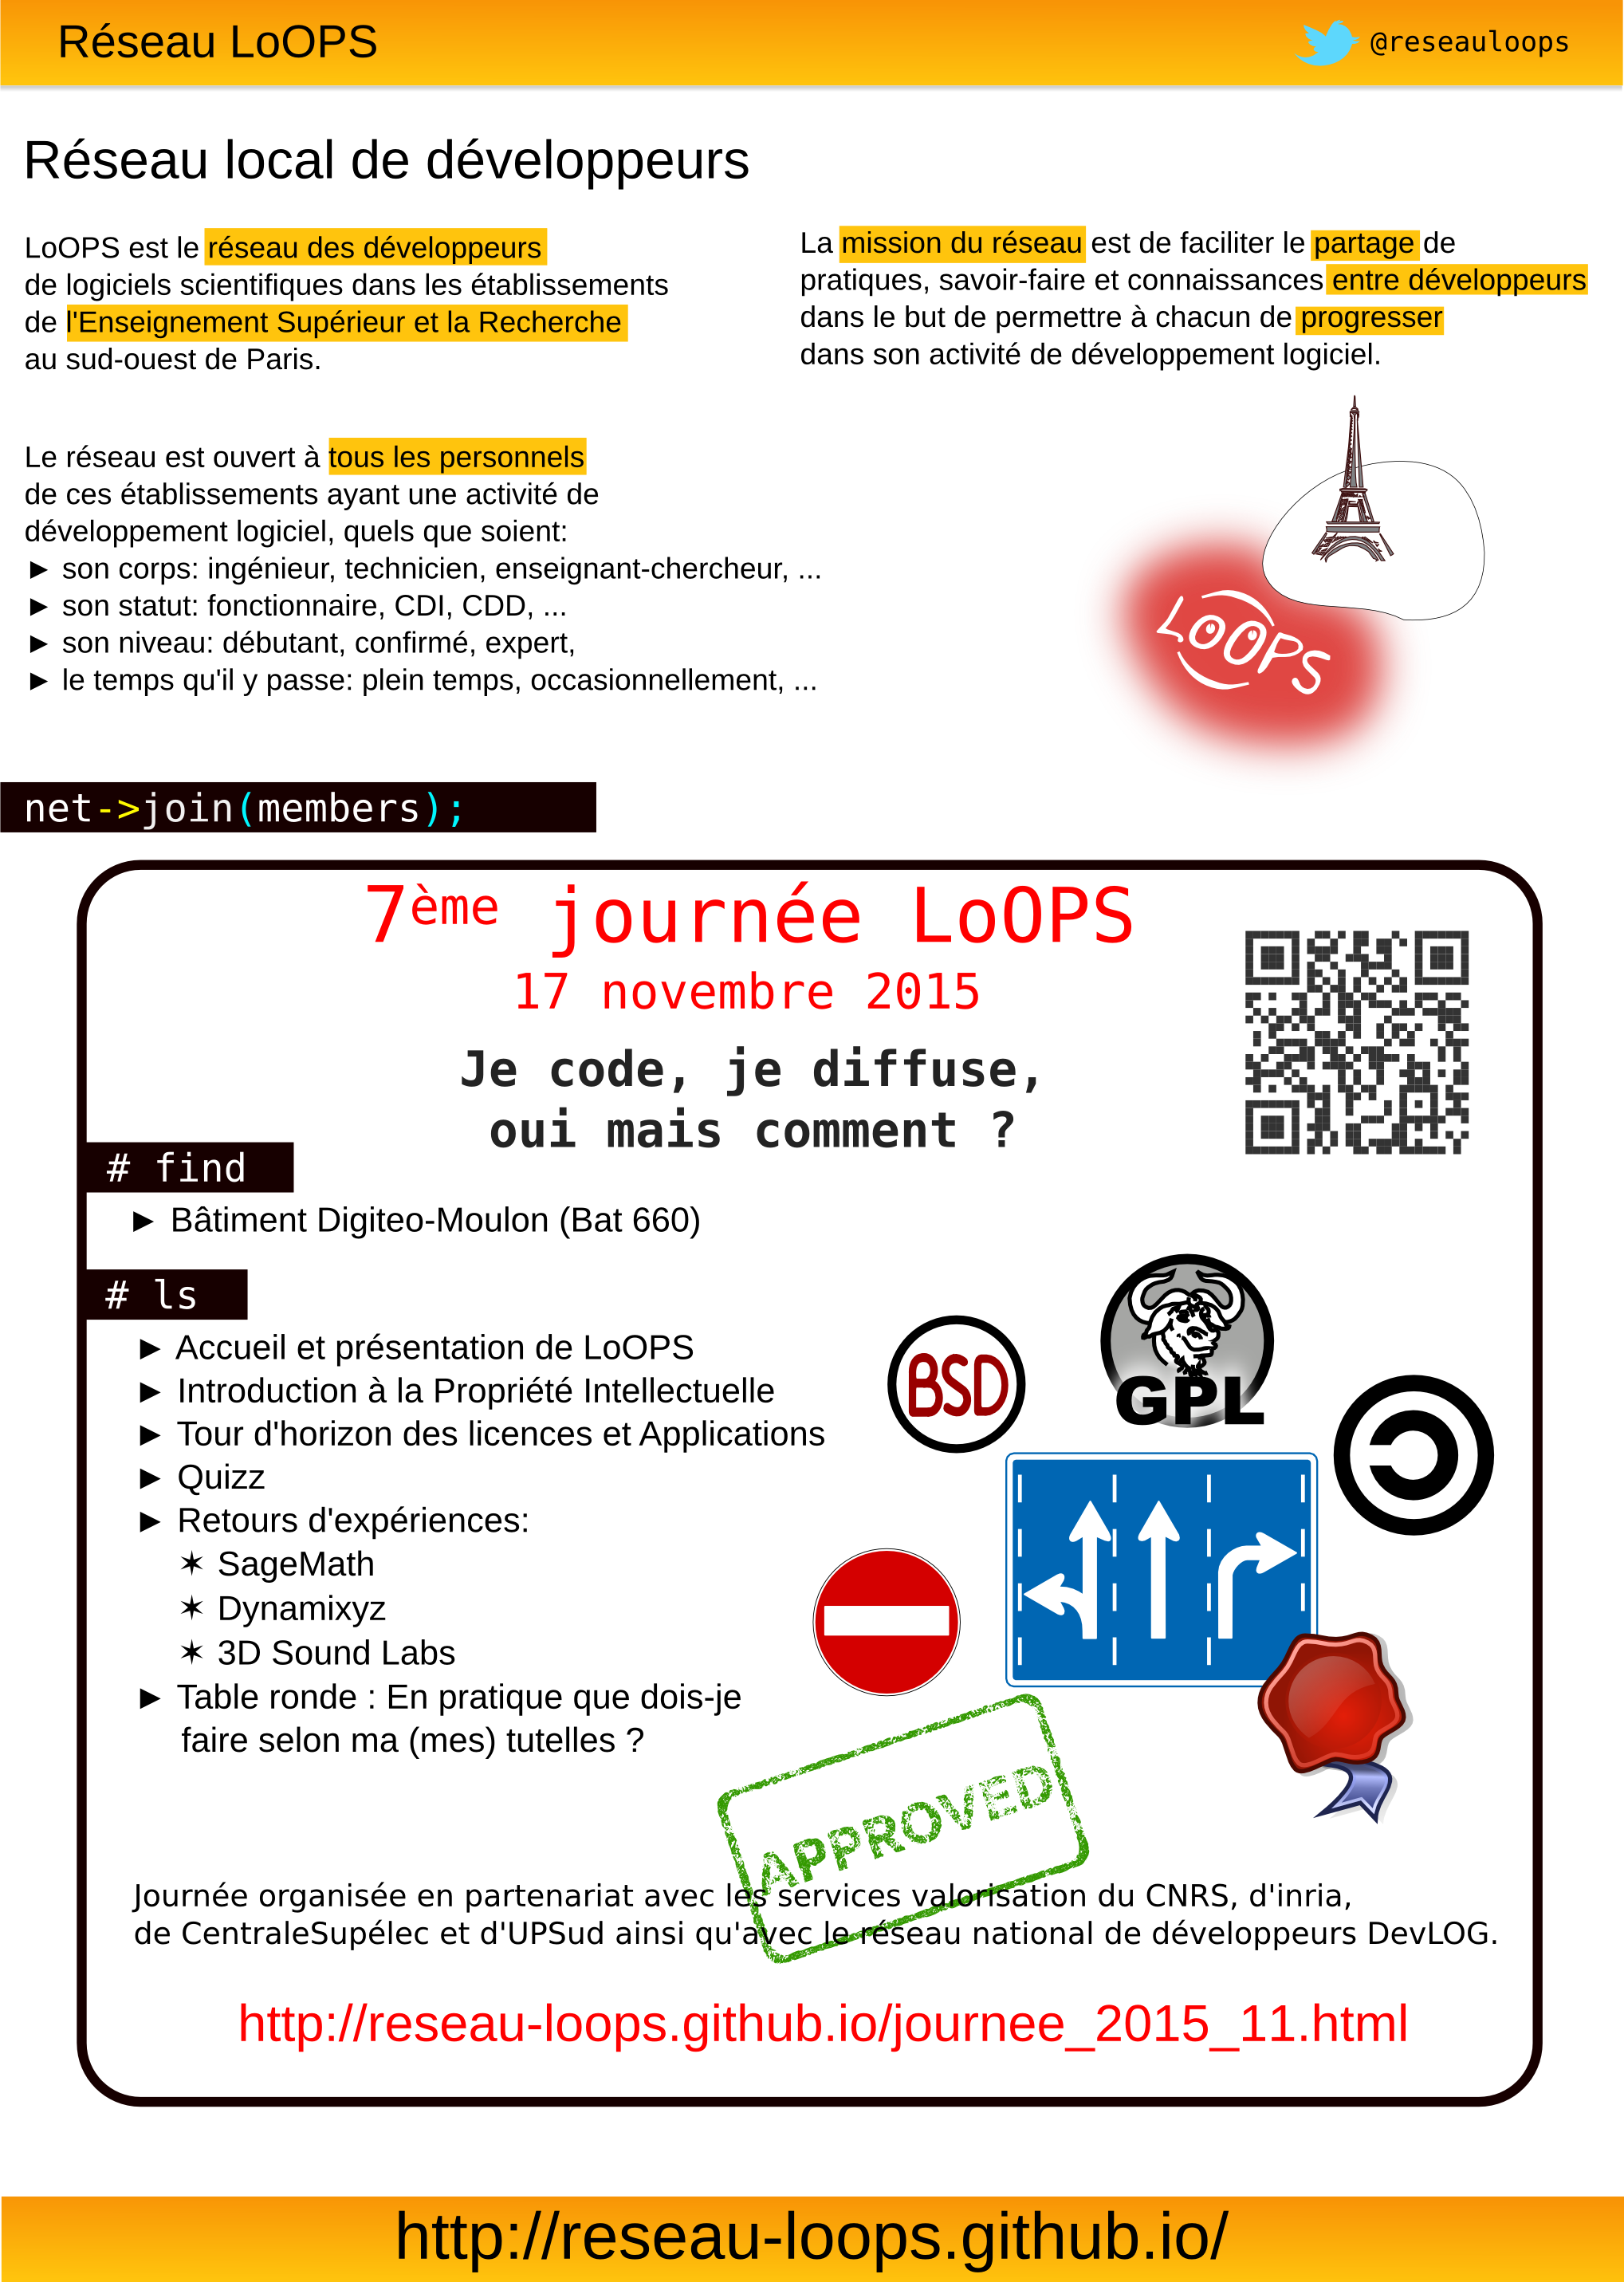 Réseau LoOPS
@reseauloops
Réseau local de développeurs
LoOPS est le réseau des développeurs
de logiciels scientifiques dans les établissements
de l'Enseignement Supérieur et la Recherche
au sud-ouest de Paris.
La mission du réseau est de faciliter le partage de
pratiques, savoir-faire et connaissances entre développeurs
dans le but de permettre à chacun de progresser
dans son activité de développement logiciel.
Le réseau est ouvert à tous les personnels
de ces établissements ayant une activité de
développement logiciel, quels que soient:
► son corps: ingénieur, technicien, enseignant-chercheur, ...
► son statut: fonctionnaire, CDI, CDD, ...
► son niveau: débutant, confirmé, expert,
► le temps qu'il y passe: plein temps, occasionnellement, ...
LoOPS
net->join(members);
7ème journée LoOPS
17 novembre 2015
Je code, je diffuse,
oui mais comment ?
# find
► Bâtiment Digiteo-Moulon (Bat 660)
# ls
► Accueil et présentation de LoOPS
► Introduction à la Propriété Intellectuelle
► Tour d'horizon des licences et Applications
► Quizz
► Retours d'expériences:
✶ SageMath
✶ Dynamixyz
✶ 3D Sound Labs
► Table ronde : En pratique que dois-je
faire selon ma (mes) tutelles ?
BSD
GPL
APPROVED
Journée organisée en partenariat avec les services valorisation du CNRS, d'inria,
de CentraleSupélec et d'UPSud ainsi qu'avec le réseau national de développeurs DevLOG.
http://reseau-loops.github.io/journee_2015_11.html
http://reseau-loops.github.io/